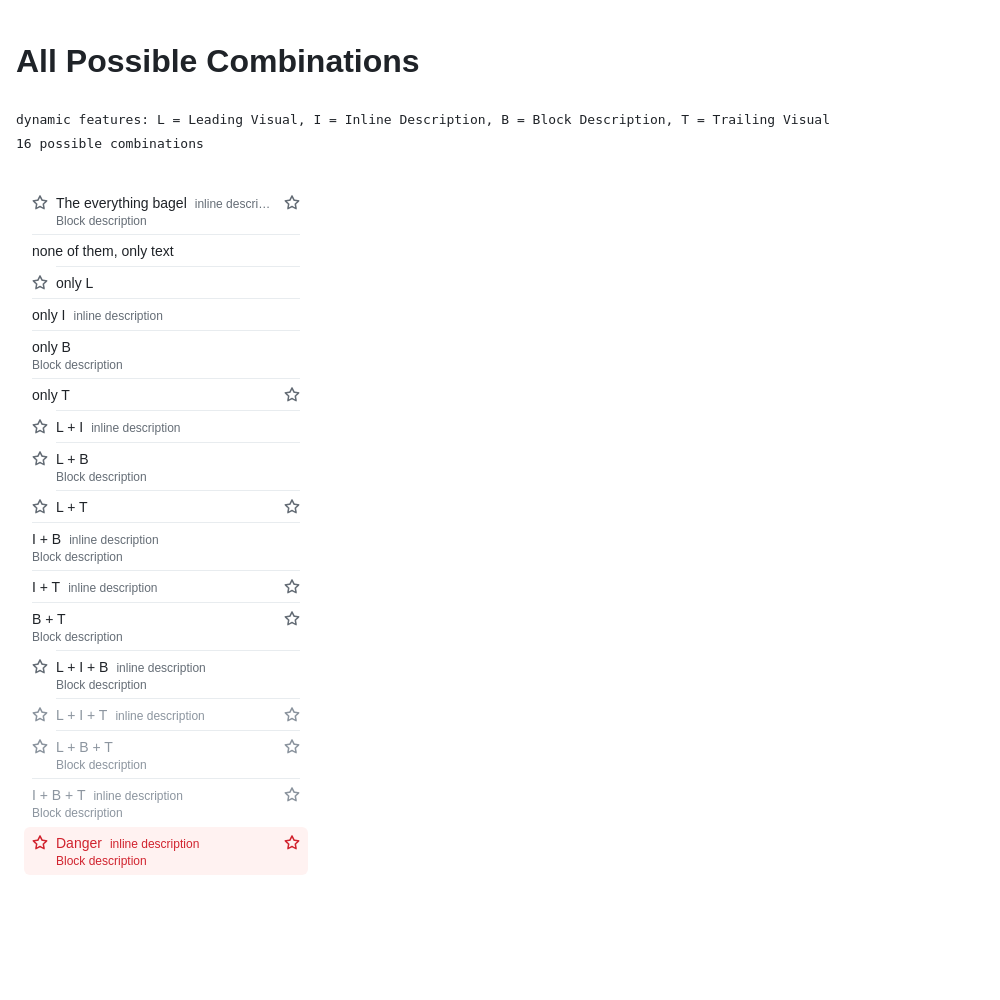 All Possible Combinations
dynamic features: L = Leading Visual, I = Inline Description, B = Block Description, T = Trailing Visual
16 possible combinations
The everything bagel inline descri…
Block description
none of them, only text
only L
only I inline description
only B
Block description
only T
L + I inline description
L + B
Block description
L + T
I + B inline description
Block description
I + T inline description
B + T
Block description
L + I + B inline description
Block description
L + I + T inline description
L + B + T
Block description
I + B + T inline description
Block description
Danger inline description
Block description